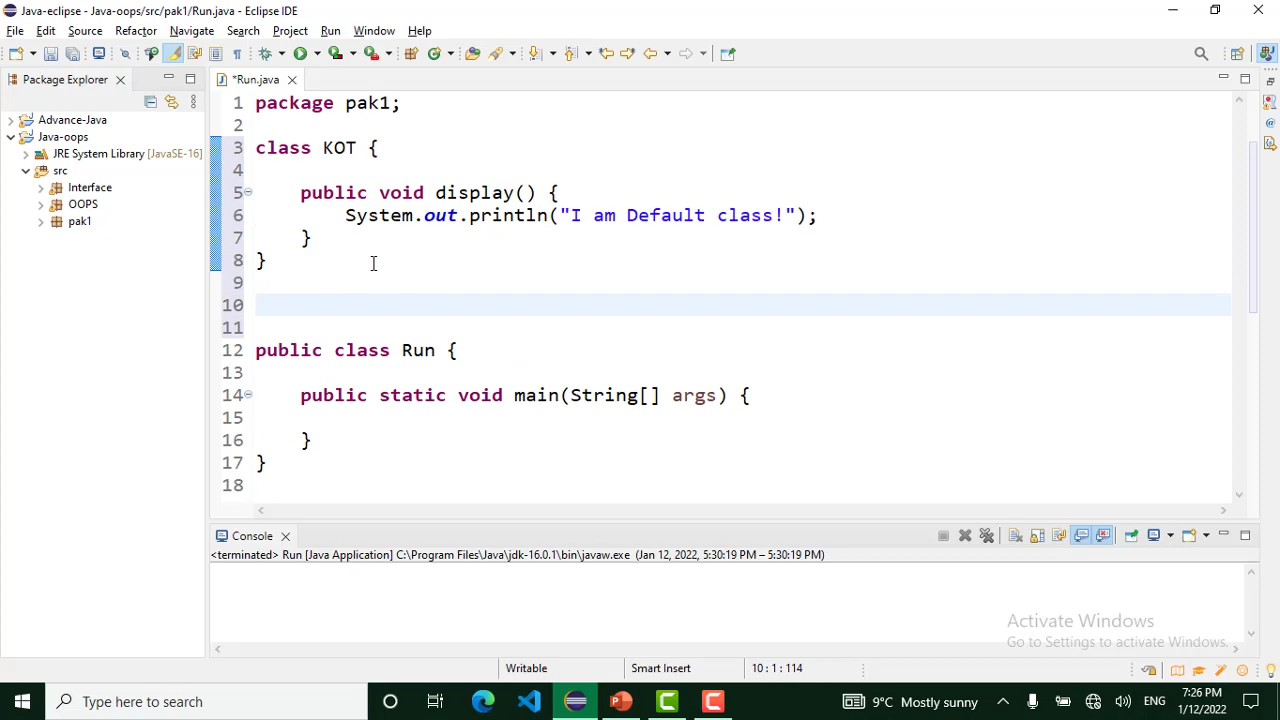 Java-eclipse - Java-oops/src/pak1/Run.java - Eclipse IDE
File Edit Source Refactor Navigate Search Project Run Window Help
Package Explorer
*Run.java
Advance-Java
Java-oops
JRE System Library [JavaSE-16]
src
Interface
OOPS
pak1
1 package pak1;
2
3 class KOT {
4
5 public void display() {
6 System.out.println("I am Default class!");
7 }
8 }
9
10
11
12 public class Run {
13
14 public static void main(String[] args) {
15
16 }
17 }
18
Console
<terminated> Run [Java Application] C:\Program Files\Java\jdk-16.0.1\bin\javaw.exe (Jan 12, 2022, 5:30:19 PM – 5:30:19 PM)
Activate Windows
Go to Settings to activate Windows.
Writable Smart Insert 10 : 1 : 114
Type here to search
9°C Mostly sunny
ENG
7:26 PM
1/12/2022